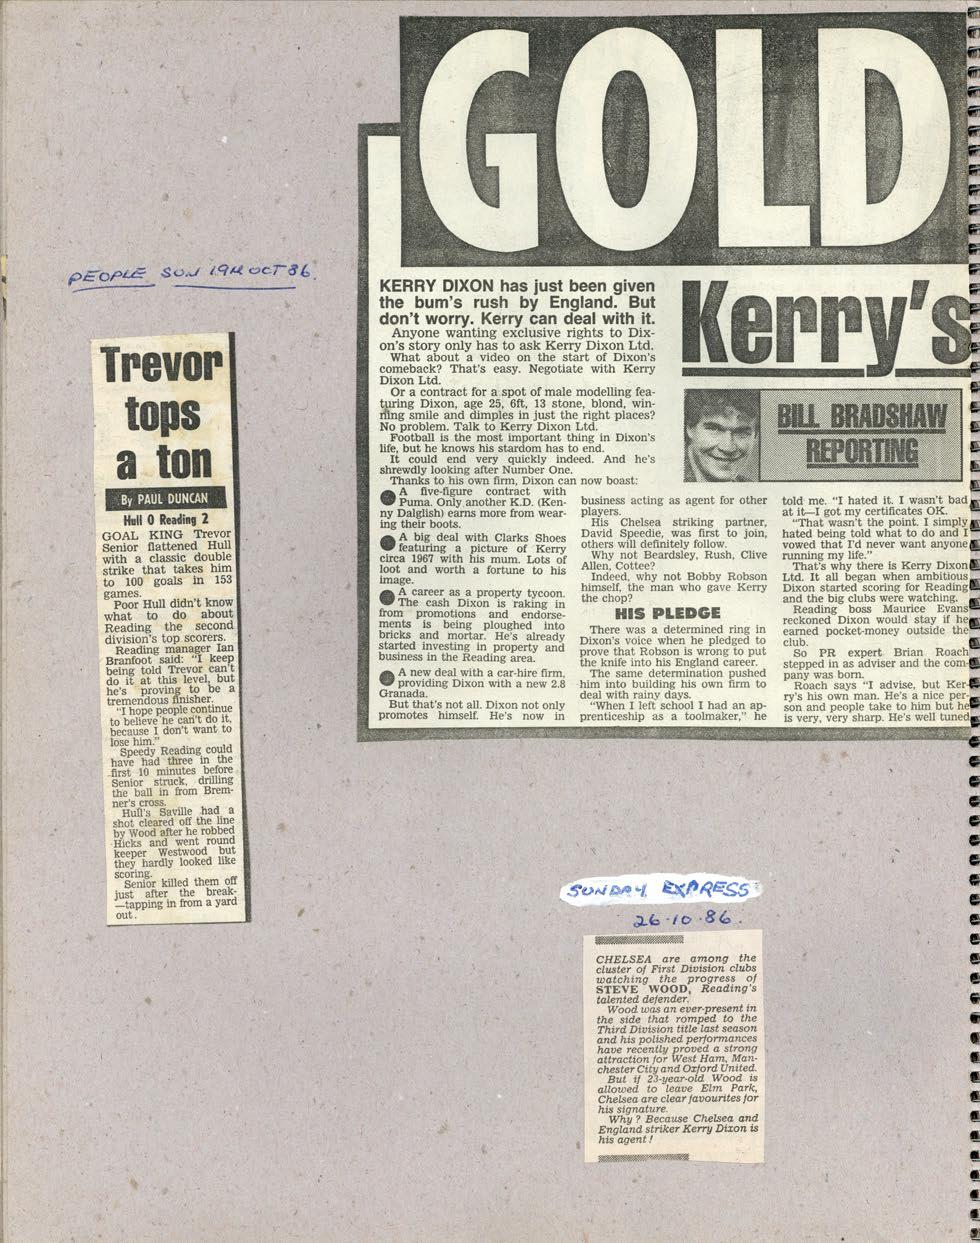 PEOPLE SUN 19th OCT 86.
Trevor
tops
a ton
By PAUL DUNCAN
Hull 0 Reading 2
GOAL KING Trevor
Senior flattened Hull
with a classic double
strike that takes him
to 100 goals in 153
games.
Poor Hull didn't know
what to do about
Reading the second
division's top scorers.
Reading manager Ian
Branfoot said: "I keep
being told Trevor can't
do it at this level, but
he's proving to be a
tremendous finisher.
"I hope people continue
to believe he can't do it,
because I don't want to
lose him."
Speedy Reading could
have had three in the
first 10 minutes before
Senior struck, drilling
the ball in from Brem-
ner's cross.
Hull's Saville had a
shot cleared off the line
by Wood after he robbed
Hicks and went round
keeper Westwood but
they hardly looked like
scoring.
Senior killed them off
just after the break-
—tapping in from a yard
out.
GOLD
Kerry's
BILL BRADSHAW
REPORTING
KERRY DIXON has just been given
the bum's rush by England. But
don't worry. Kerry can deal with it.
Anyone wanting exclusive rights to Dix-
on's story only has to ask Kerry Dixon Ltd.
What about a video on the start of Dixon's
comeback? That's easy. Negotiate with Kerry
Dixon Ltd.
Or a contract for a spot of male modelling fea-
turing Dixon, age 25, 6ft, 13 stone, blond, win-
ning smile and dimples in just the right places?
No problem. Talk to Kerry Dixon Ltd.
Football is the most important thing in Dixon's
life, but he knows his stardom has to end.
It could end very quickly indeed. And he's
shrewdly looking after Number One.
Thanks to his own firm, Dixon can now boast:
● A five-figure contract with
Puma. Only another K.D. (Ken-
ny Dalglish) earns more from wear-
ing their boots.
● A big deal with Clarks Shoes
featuring a picture of Kerry
circa 1967 with his mum. Lots of
loot and worth a fortune to his
image.
● A career as a property tycoon.
The cash Dixon is raking in
from promotions and endorse-
ments is being ploughed into
bricks and mortar. He's already
started investing in property and
business in the Reading area.
● A new deal with a car-hire firm,
providing Dixon with a new 2.8
Granada.
But that's not all. Dixon not only
promotes himself. He's now in
business acting as agent for other
players.
His Chelsea striking partner,
David Speedie, was first to join,
others will definitely follow.
Why not Beardsley, Rush, Clive
Allen, Cottee?
Indeed, why not Bobby Robson
himself, the man who gave Kerry
the chop?
HIS PLEDGE
There was a determined ring in
Dixon's voice when he pledged to
prove that Robson is wrong to put
the knife into his England career.
The same determination pushed
him into building his own firm to
deal with rainy days.
"When I left school I had an ap-
prenticeship as a toolmaker," he
told me. "I hated it. I wasn't bad
at it—I got my certificates OK.
"That wasn't the point. I simply
hated being told what to do and I
vowed that I'd never want anyone
running my life."
That's why there is Kerry Dixon
Ltd. It all began when ambitious
Dixon started scoring for Reading
and the big clubs were watching.
Reading boss Maurice Evans
reckoned Dixon would stay if he
earned pocket-money outside the
club.
So PR expert Brian Roach
stepped in as adviser and the com-
pany was born.
Roach says "I advise, but Ker-
ry's his own man. He's a nice per-
son and people take to him but he
is very, very sharp. He's well tuned
SUNDAY EXPRESS
26.10.86.
CHELSEA are among the
cluster of First Division clubs
watching the progress of
STEVE WOOD, Reading's
talented defender.
Wood was an ever-present in
the side that romped to the
Third Division title last season
and his polished performances
have recently proved a strong
attraction for West Ham, Man-
chester City and Oxford United.
But if 23-year-old Wood is
allowed to leave Elm Park,
Chelsea are clear favourites for
his signature.
Why? Because Chelsea and
England striker Kerry Dixon is
his agent!